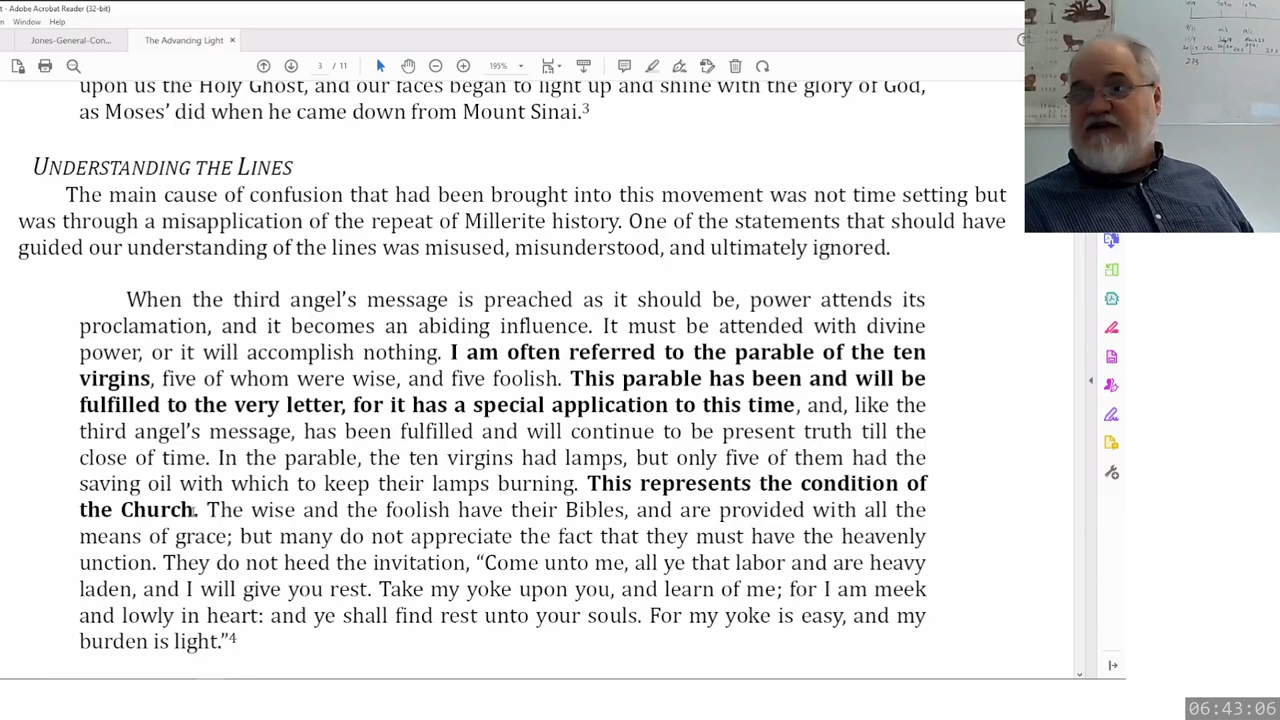 t - Adobe Acrobat Reader (32-bit)
n Window Help
Jones-General-Con... The Advancing Light ×
3 / 11
upon us the Holy Ghost, and our faces began to light up and shine with the glory of God,
as Moses’ did when he came down from Mount Sinai.³
UNDERSTANDING THE LINES
The main cause of confusion that had been brought into this movement was not time setting but
was through a misapplication of the repeat of Millerite history. One of the statements that should have
guided our understanding of the lines was misused, misunderstood, and ultimately ignored.
When the third angel’s message is preached as it should be, power attends its
proclamation, and it becomes an abiding influence. It must be attended with divine
power, or it will accomplish nothing. I am often referred to the parable of the ten
virgins, five of whom were wise, and five foolish. This parable has been and will be
fulfilled to the very letter, for it has a special application to this time, and, like the
third angel’s message, has been fulfilled and will continue to be present truth till the
close of time. In the parable, the ten virgins had lamps, but only five of them had the
saving oil with which to keep their lamps burning. This represents the condition of
the Church. The wise and the foolish have their Bibles, and are provided with all the
means of grace; but many do not appreciate the fact that they must have the heavenly
unction. They do not heed the invitation, “Come unto me, all ye that labor and are heavy
laden, and I will give you rest. Take my yoke upon you, and learn of me; for I am meek
and lowly in heart: and ye shall find rest unto your souls. For my yoke is easy, and my
burden is light.”⁴
06:43:06